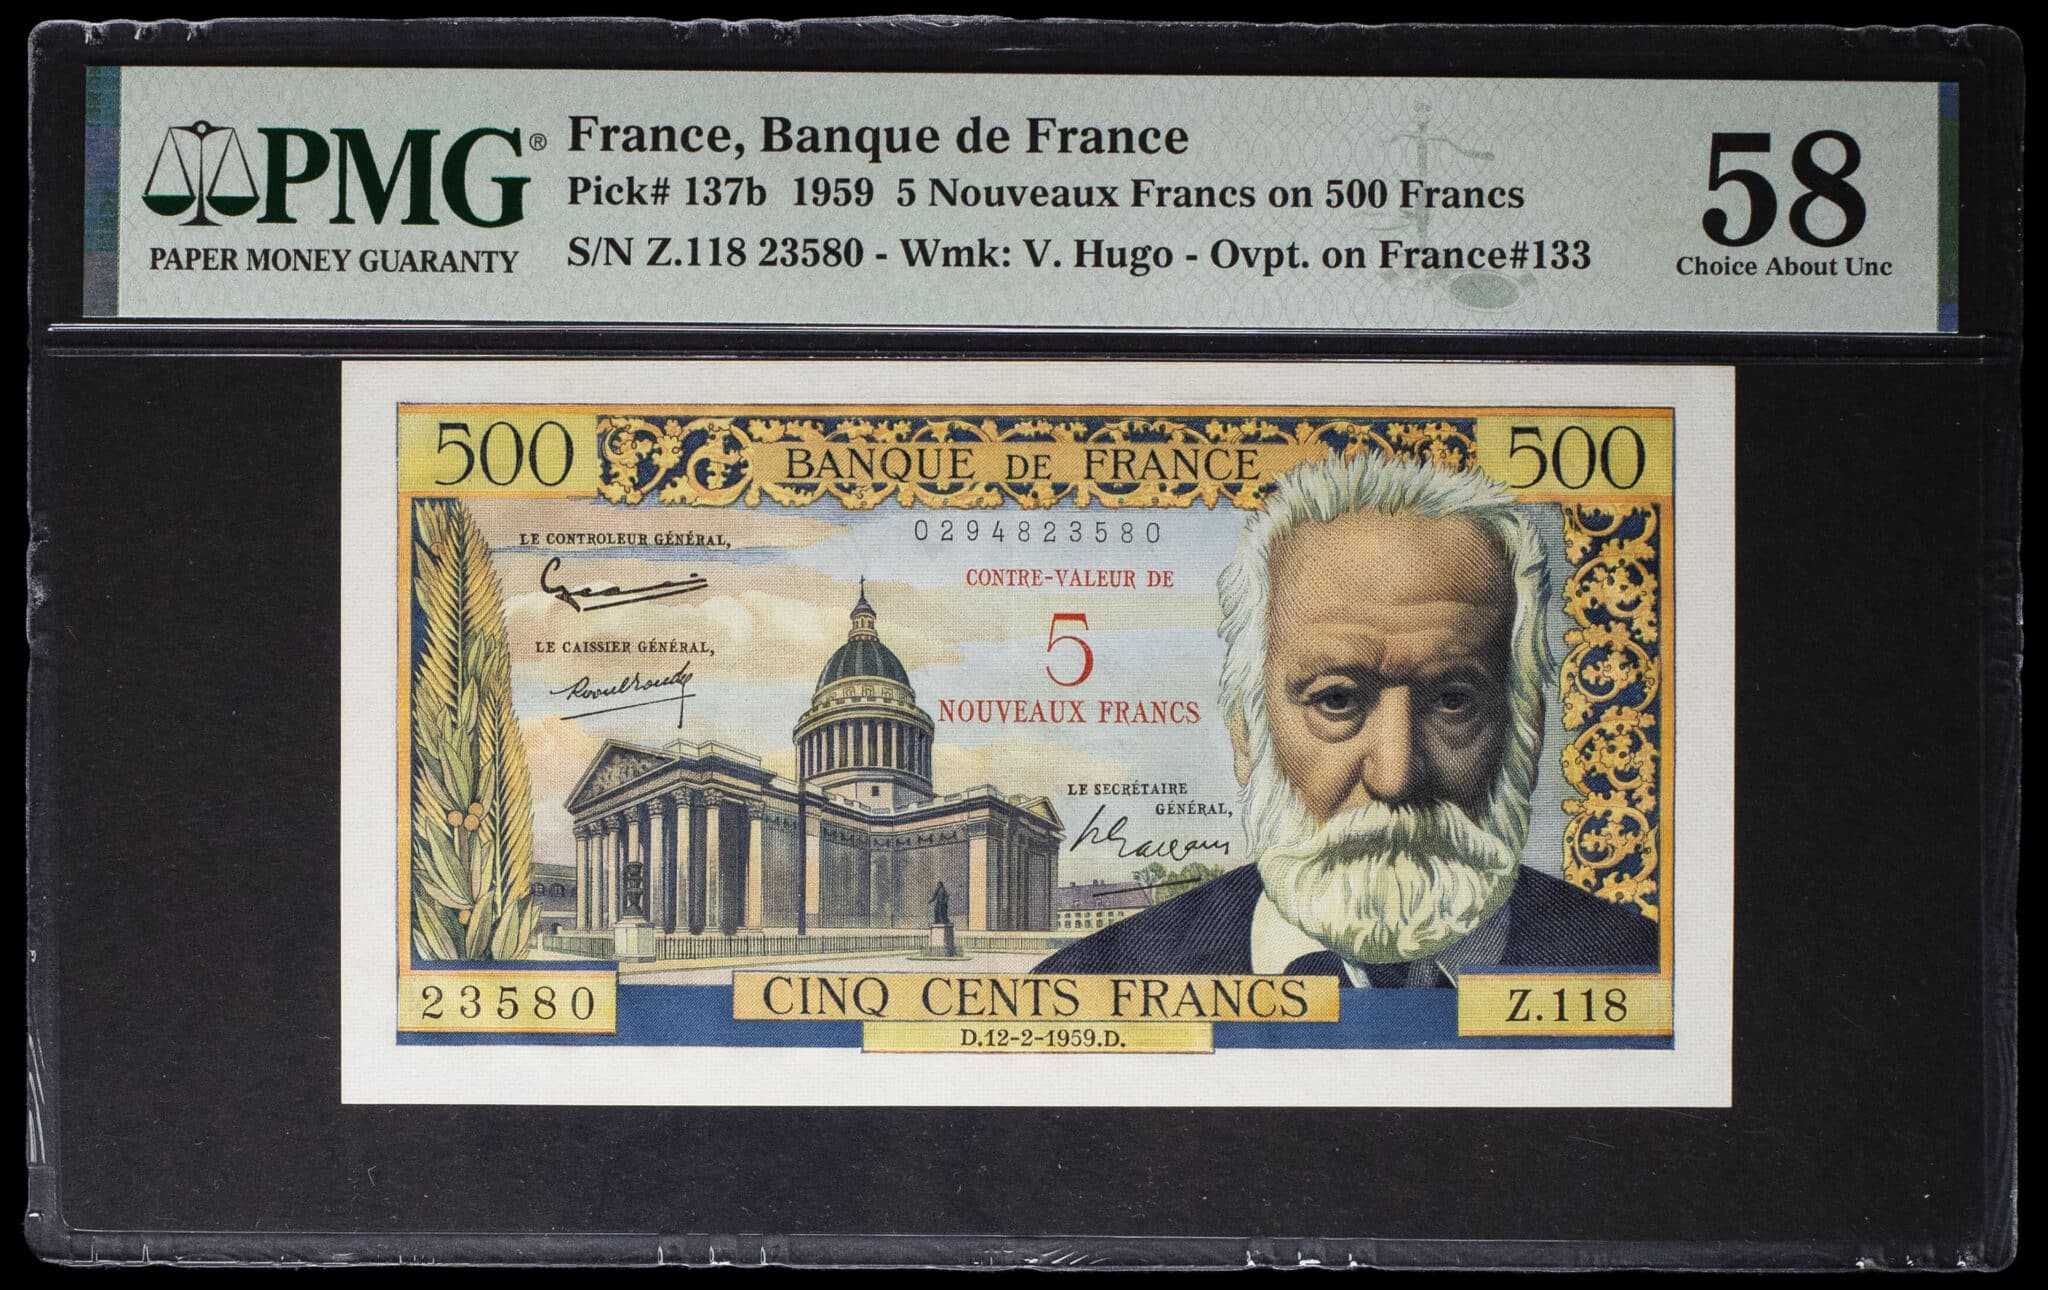 PMG®
PAPER MONEY GUARANTY
France, Banque de France
Pick# 137b 1959 5 Nouveaux Francs on 500 Francs
S/N Z.118 23580 - Wmk: V. Hugo - Ovpt. on France#133
58
Choice About Unc
500
BANQUE DE FRANCE
500
0294823580
LE CONTROLEUR GÉNÉRAL,
CONTRE-VALEUR DE
5
NOUVEAUX FRANCS
LE CAISSIER GÉNÉRAL,
LE SECRÉTAIRE
GÉNÉRAL,
23580
CINQ CENTS FRANCS
Z.118
D.12-2-1959.D.